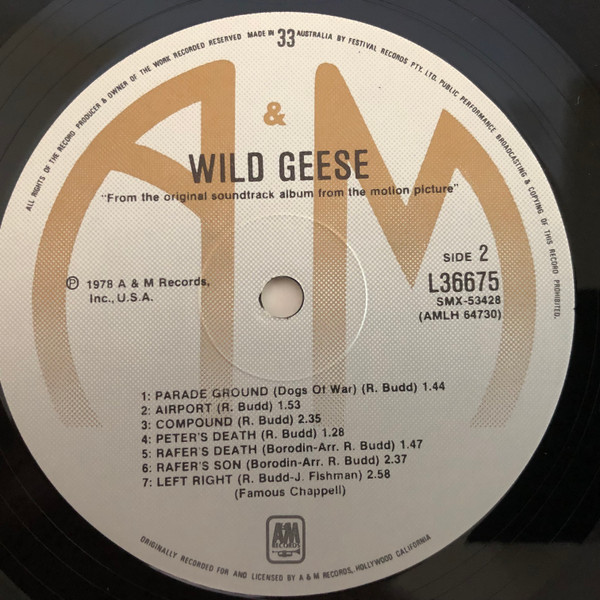 ALL RIGHTS OF THE RECORD PRODUCER & OWNER OF THE WORK RECORDED RESERVED MADE IN 33 AUSTRALIA BY FESTIVAL RECORDS PTY. LTD. PUBLIC PERFORMANCE BROADCASTING & COPYING OF THIS RECORD PROHIBITED.
A & M
WILD GEESE
"From the original soundtrack album from the motion picture"
SIDE 2
L36675
SMX-53428
(AMLH 64730)
℗ 1978 A & M Records,
Inc., U.S.A.
1: PARADE GROUND (Dogs Of War) (R. Budd) 1.44
2: AIRPORT (R. Budd) 1.53
3: COMPOUND (R. Budd) 2.35
4: PETER'S DEATH (R. Budd) 1.28
5: RAFER'S DEATH (Borodin-Arr. R. Budd) 1.47
6: RAFER'S SON (Borodin-Arr. R. Budd) 2.37
7: LEFT RIGHT (R. Budd-J. Fishman) 2.58
(Famous Chappell)
A&M
RECORDS
ORIGINALLY RECORDED FOR AND LICENSED BY A & M RECORDS, HOLLYWOOD CALIFORNIA